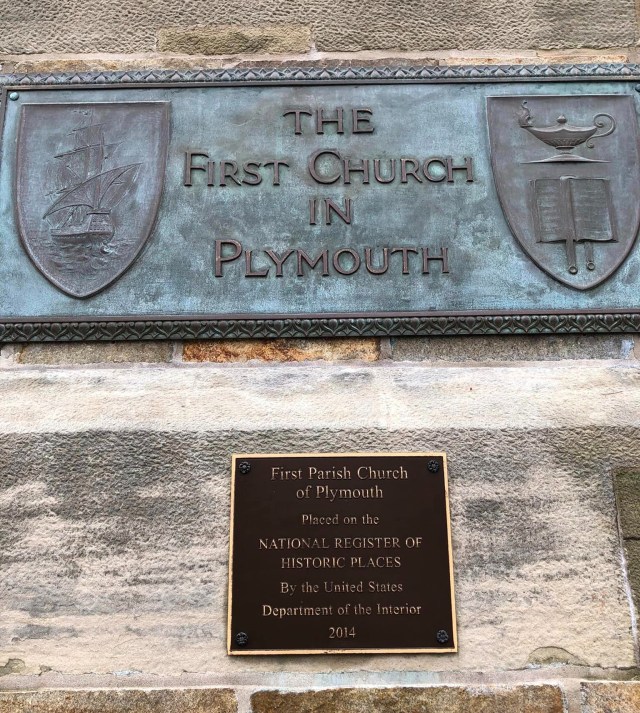 THE
FIRST CHURCH
IN
PLYMOUTH
First Parish Church
of Plymouth
Placed on the
NATIONAL REGISTER OF
HISTORIC PLACES
By the United States
Department of the Interior
2014